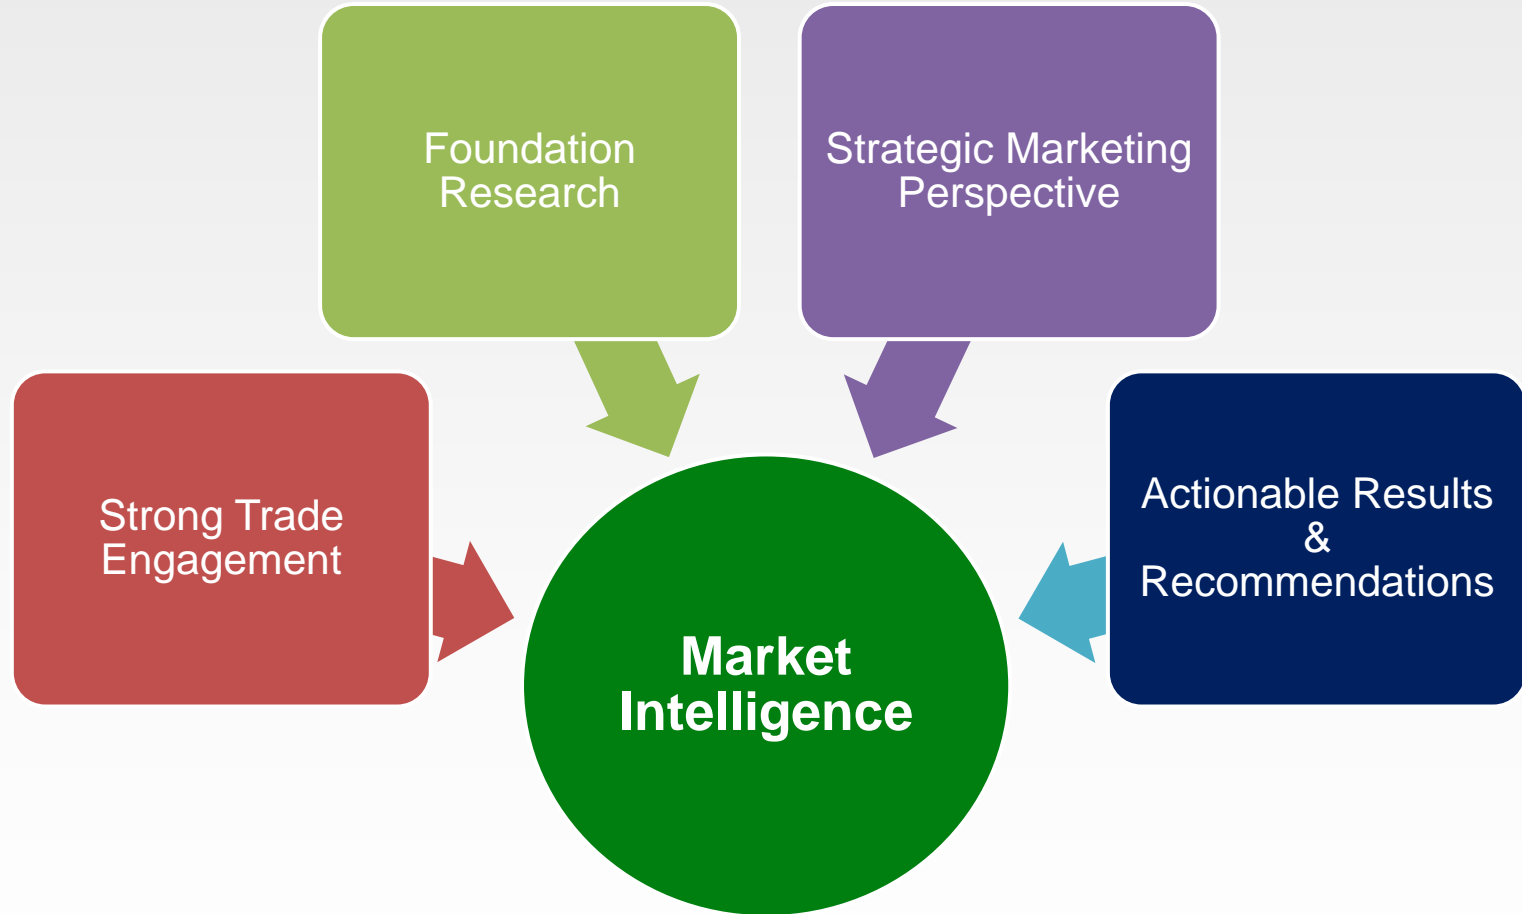 Foundation
Research
Strategic Marketing
Perspective
Strong Trade
Engagement
Actionable Results
&
Recommendations
Market
Intelligence